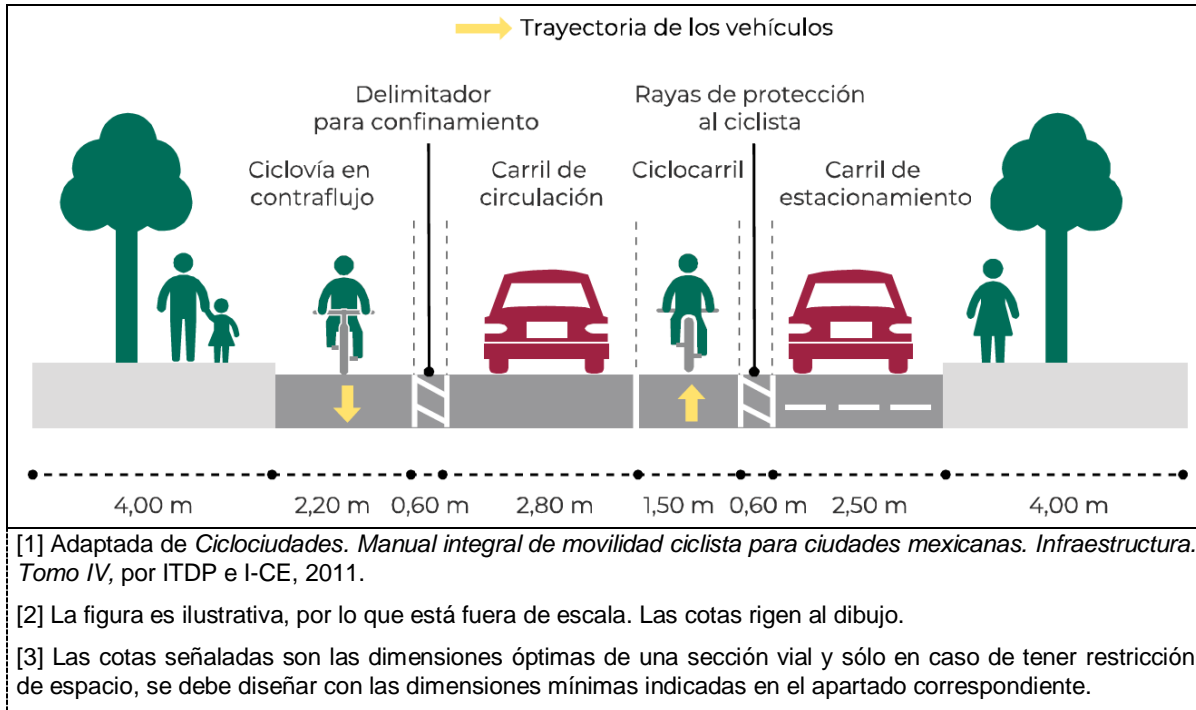 Trayectoria de los vehículos
Delimitador
para confinamiento
Rayas de protección
al ciclista
Ciclovía en
contraflujo
Carril de
circulación
Ciclocarril
Carril de
estacionamiento
4,00 m
2,20 m
0,60 m
2,80 m
1,50 m
0,60 m
2,50 m
4,00 m
[1] Adaptada de Ciclociudades. Manual integral de movilidad ciclista para ciudades mexicanas. Infraestructura.
Tomo IV, por ITDP e I-CE, 2011.
[2] La figura es ilustrativa, por lo que está fuera de escala. Las cotas rigen al dibujo.
[3] Las cotas señaladas son las dimensiones óptimas de una sección vial y sólo en caso de tener restricción
de espacio, se debe diseñar con las dimensiones mínimas indicadas en el apartado correspondiente.